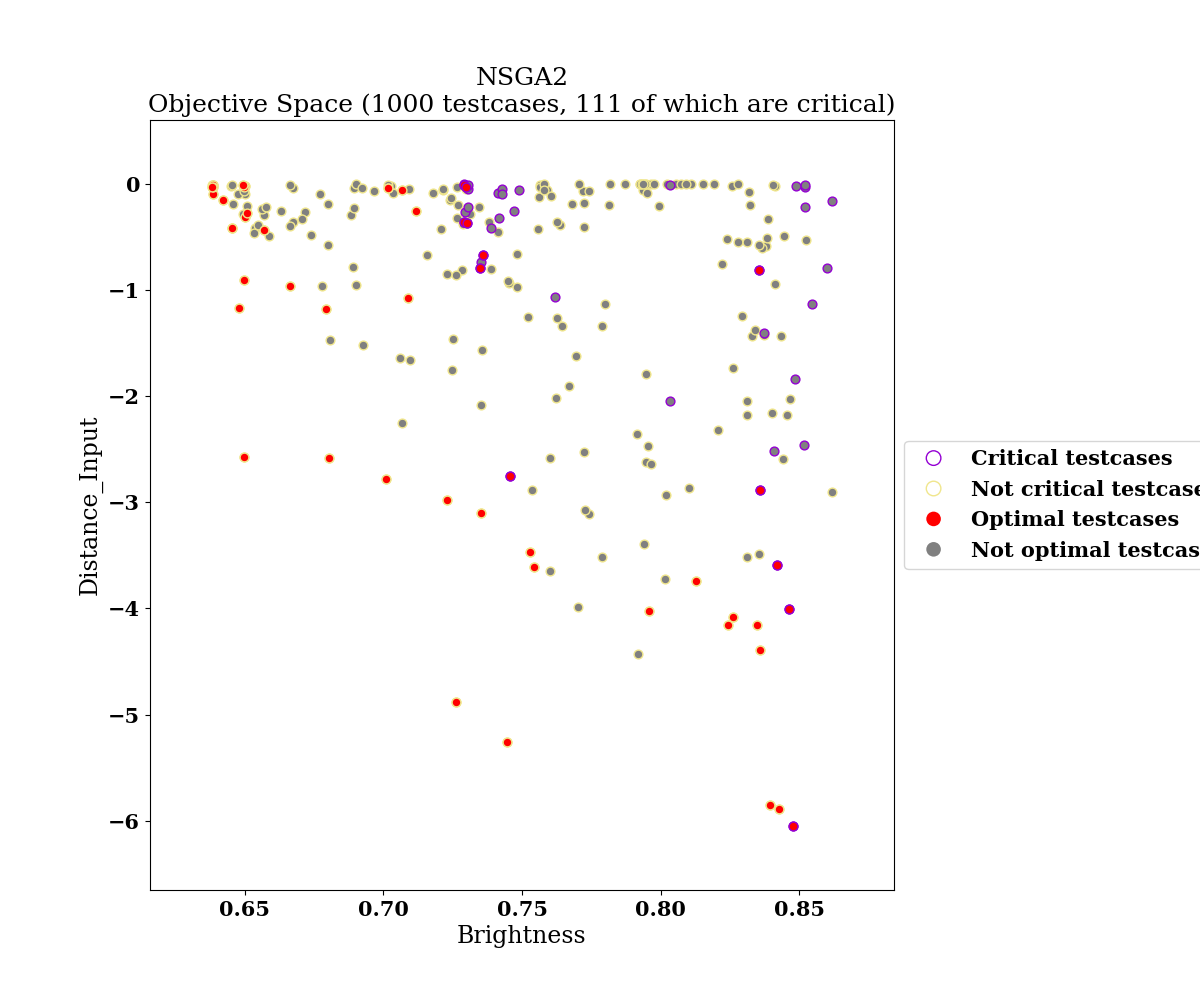 NSGA2
Objective Space (1000 testcases, 111 of which are critical)
0
−1
−2
−3
−4
−5
−6
Distance_Input
0.65
0.70
0.75
0.80
0.85
Brightness
Critical testcases
Not critical testcase
Optimal testcases
Not optimal testcas